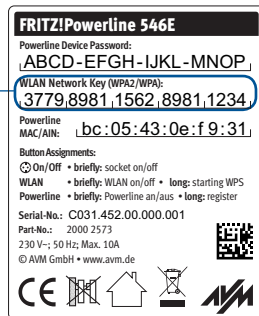 FRITZ!Powerline 546E
Powerline Device Password:
ABCD-EFGH-IJKL-MNOP
WLAN Network Key (WPA2/WPA):
3779 8981 1562 8981 1234
Powerline
MAC/AIN: bc:05:43:0e:f9:31
Button Assignments:
On/Off • briefly: socket on/off
WLAN • briefly: WLAN on/off • long: starting WPS
Powerline • briefly: Powerline an/aus • long: register
Serial-No.: C031.452.00.000.001
Part-No.: 2000 2573
230 V~; 50 Hz; Max. 10A
© AVM GmbH • www.avm.de
CE AVM